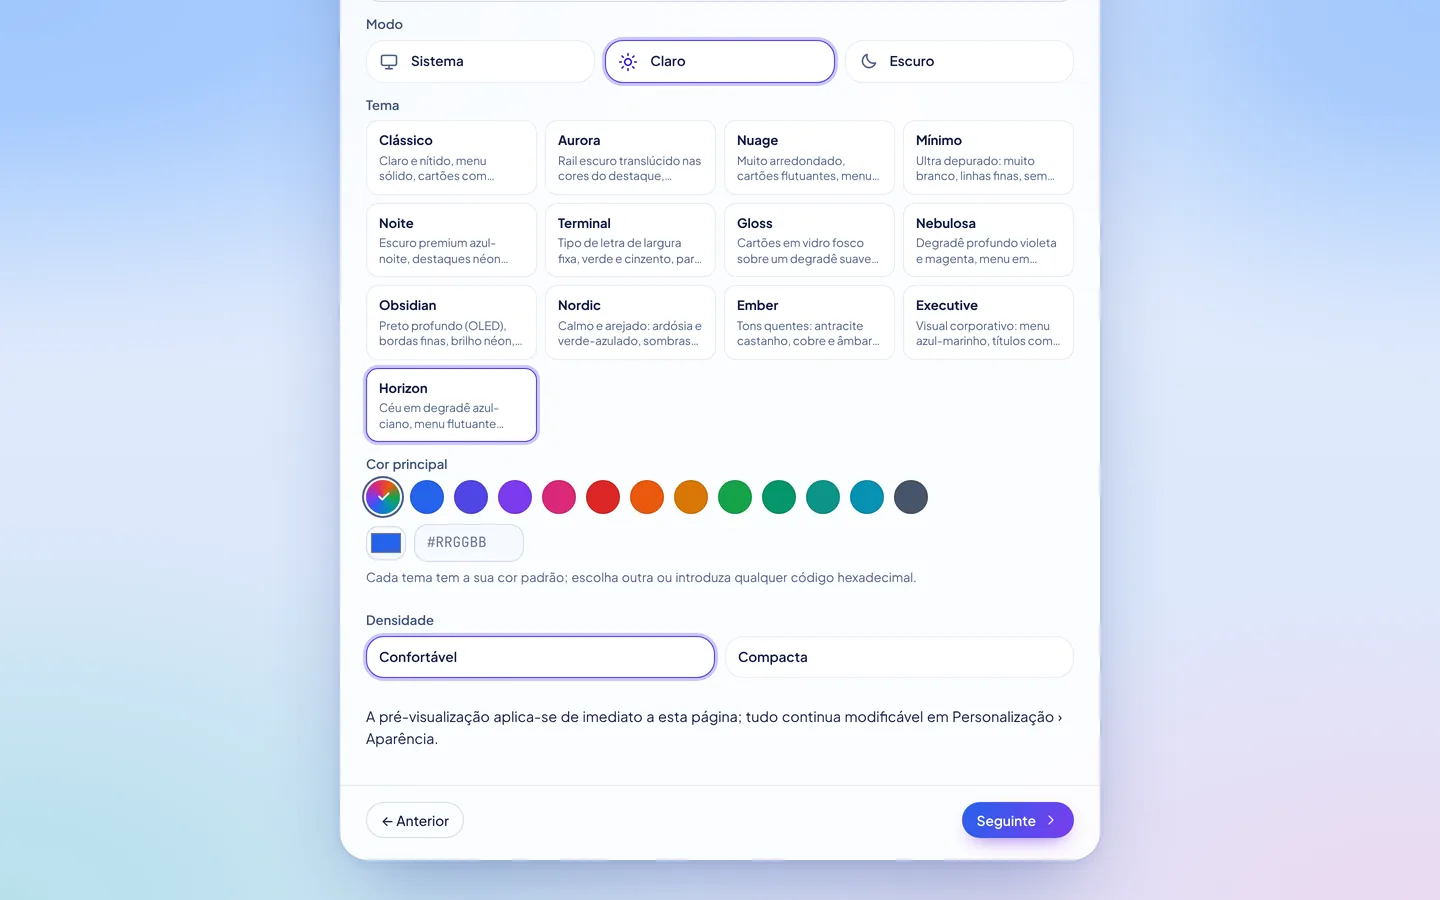 Modo
Sistema
Claro
Escuro
Tema
Clássico
Claro e nítido, menu
sólido, cartões com…
Aurora
Rail escuro translúcido nas
cores do destaque,…
Nuage
Muito arredondado,
cartões flutuantes, menu…
Mínimo
Ultra depurado: muito
branco, linhas finas, sem…
Noite
Escuro premium azul-
noite, destaques néon…
Terminal
Tipo de letra de largura
fixa, verde e cinzento, par…
Gloss
Cartões em vidro fosco
sobre um degradê suave…
Nebulosa
Degradê profundo violeta
e magenta, menu em…
Obsidian
Preto profundo (OLED),
bordas finas, brilho néon,…
Nordic
Calmo e arejado: ardósia e
verde-azulado, sombras…
Ember
Tons quentes: antracite
castanho, cobre e âmbar…
Executive
Visual corporativo: menu
azul-marinho, títulos com…
Horizon
Céu em degradê azul-
ciano, menu flutuante…
Cor principal
#RRGGBB
Cada tema tem a sua cor padrão; escolha outra ou introduza qualquer código hexadecimal.
Densidade
Confortável
Compacta
A pré-visualização aplica-se de imediato a esta página; tudo continua modificável em Personalização ›
Aparência.
← Anterior
Seguinte ›